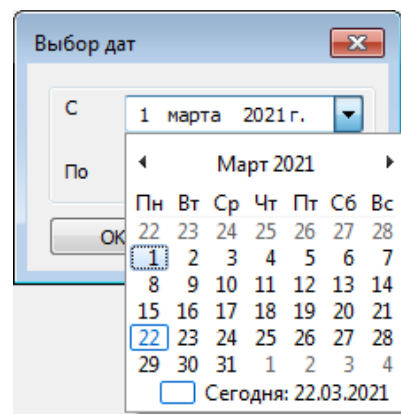 Выбор дат
С
1 марта 2021 г.
По
Март 2021
Пн Вт Ср Чт Пт Сб Вс
22 23 24 25 26 27 28
1 2 3 4 5 6 7
OK
8 9 10 11 12 13 14
15 16 17 18 19 20 21
22 23 24 25 26 27 28
29 30 31 1 2 3 4
Сегодня: 22.03.2021